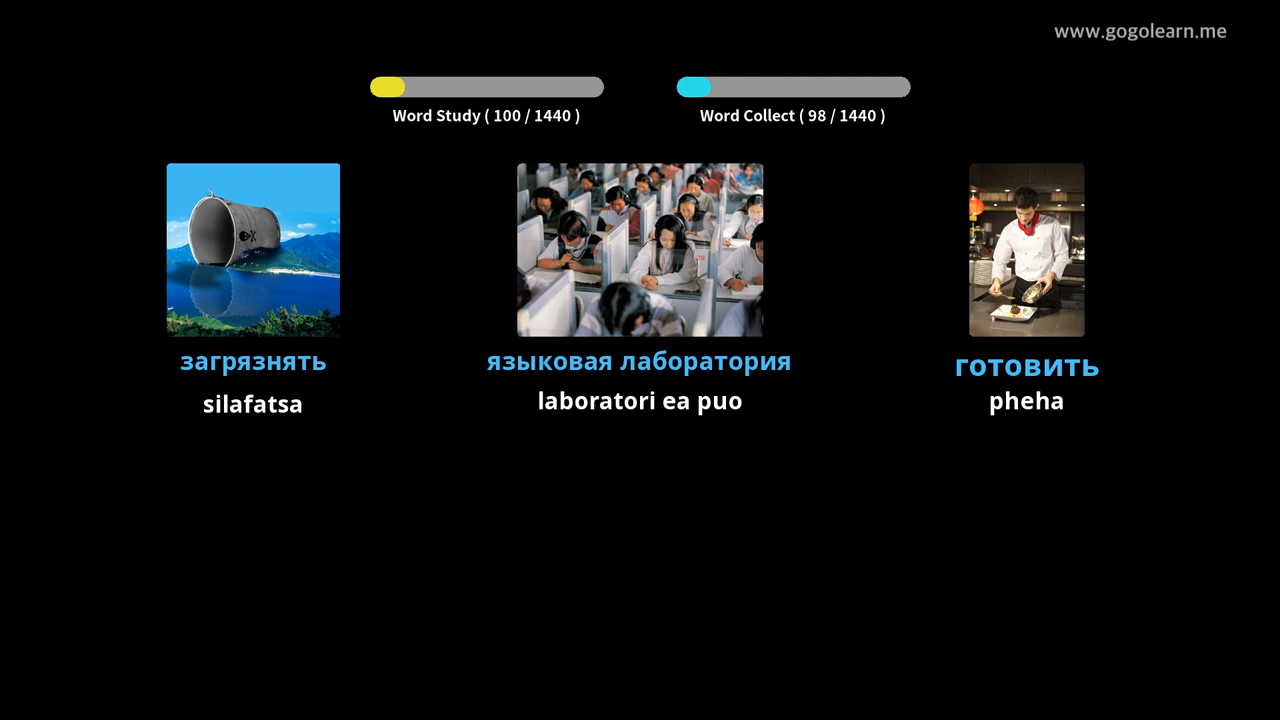 www.gogolearn.me
Word Study ( 100 / 1440 )
Word Collect ( 98 / 1440 )
загрязнять
языковая лаборатория
готовить
silafatsa
laboratori ea puo
pheha